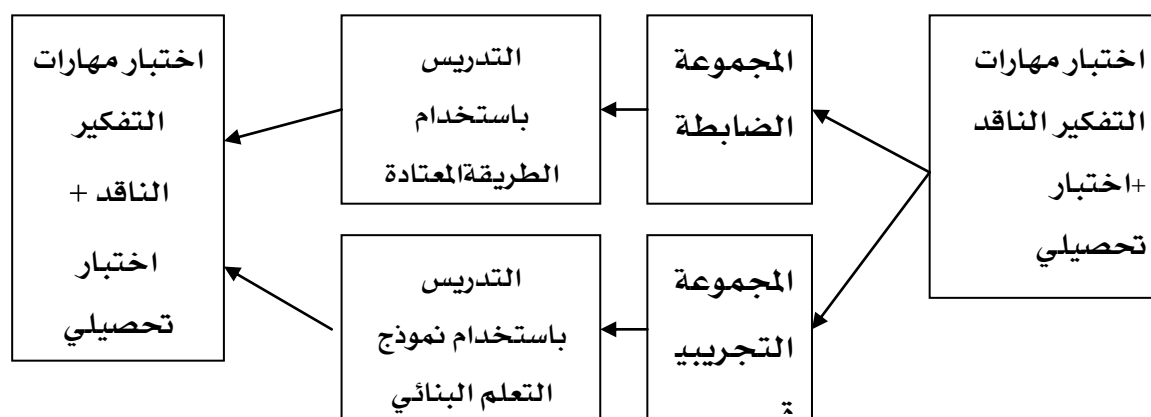 اختبار مهارات
التفكير الناقد
+اختبار
تحصيلي
المجموعة
الضابطة
التدريس
باستخدام
الطريقةالمعتادة
المجموعة
التجريبيـ
ة
التدريس
باستخدام نموذج
التعلم البنائي
اختبار مهارات
التفكير
الناقد +
اختبار
تحصيلي